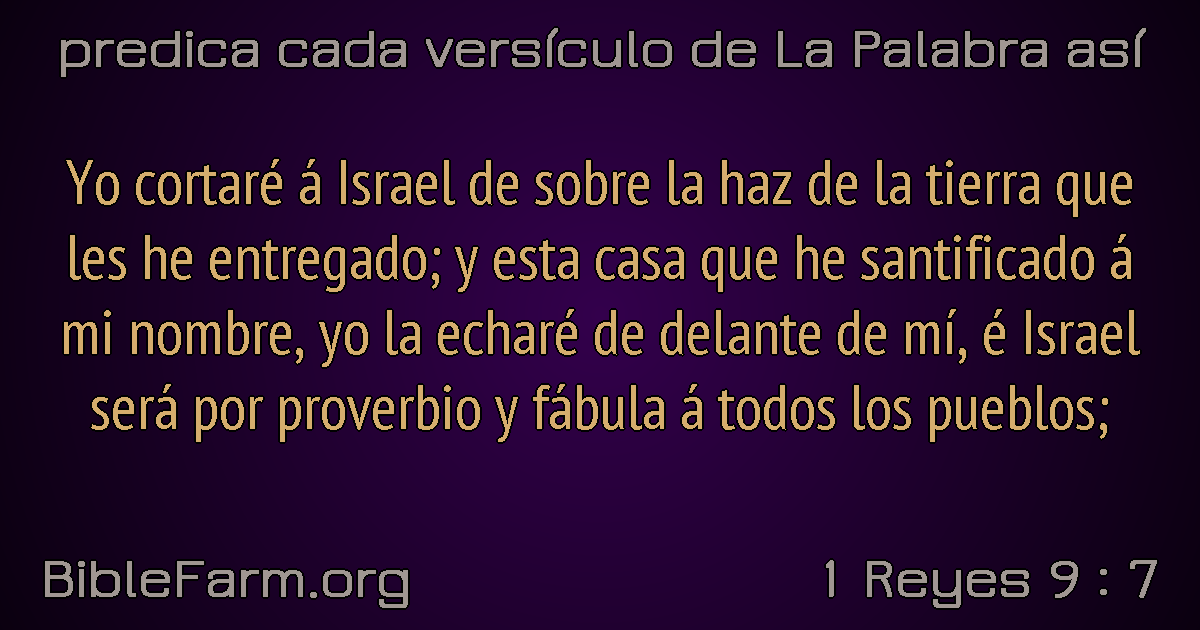 predica cada versículo de La Palabra así
Yo cortaré á Israel de sobre la haz de la tierra que
les he entregado; y esta casa que he santificado á
mi nombre, yo la echaré de delante de mí, é Israel
será por proverbio y fábula á todos los pueblos;
BibleFarm.org
1 Reyes 9 : 7